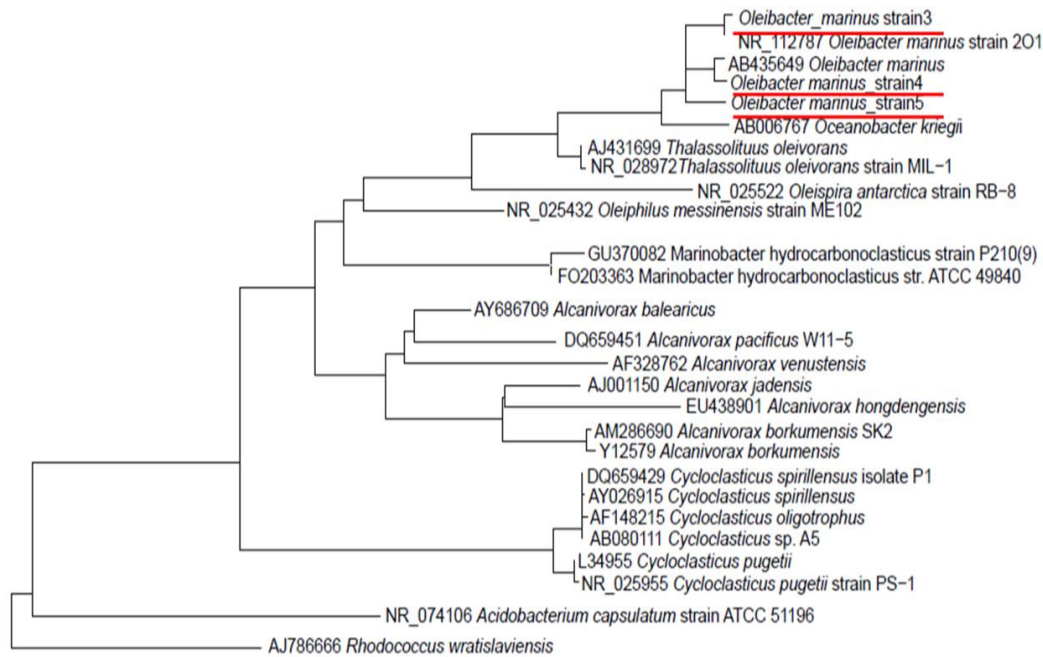 Oleibacter_marinus strain3
NR_112787 Oleibacter marinus strain 2O1
AB435649 Oleibacter marinus
Oleibacter marinus_strain4
Oleibacter marinus_strain5
AB006767 Oceanobacter kriegii
AJ431699 Thalassolituus oleivorans
NR_028972Thalassolituus oleivorans strain MIL-1
NR_025522 Oleispira antarctica strain RB-8
NR_025432 Oleiphilus messinensis strain ME102
GU370082 Marinobacter hydrocarbonoclasticus strain P210(9)
FO203363 Marinobacter hydrocarbonoclasticus str. ATCC 49840
AY686709 Alcanivorax balearicus
DQ659451 Alcanivorax pacificus W11-5
AF328762 Alcanivorax venustensis
AJ001150 Alcanivorax jadensis
EU438901 Alcanivorax hongdengensis
AM286690 Alcanivorax borkumensis SK2
Y12579 Alcanivorax borkumensis
DQ659429 Cycloclasticus spirillensus isolate P1
AY026915 Cycloclasticus spirillensus
AF148215 Cycloclasticus oligotrophus
AB080111 Cycloclasticus sp. A5
L34955 Cycloclasticus pugetii
NR_025955 Cycloclasticus pugetii strain PS-1
NR_074106 Acidobacterium capsulatum strain ATCC 51196
AJ786666 Rhodococcus wratislaviensis